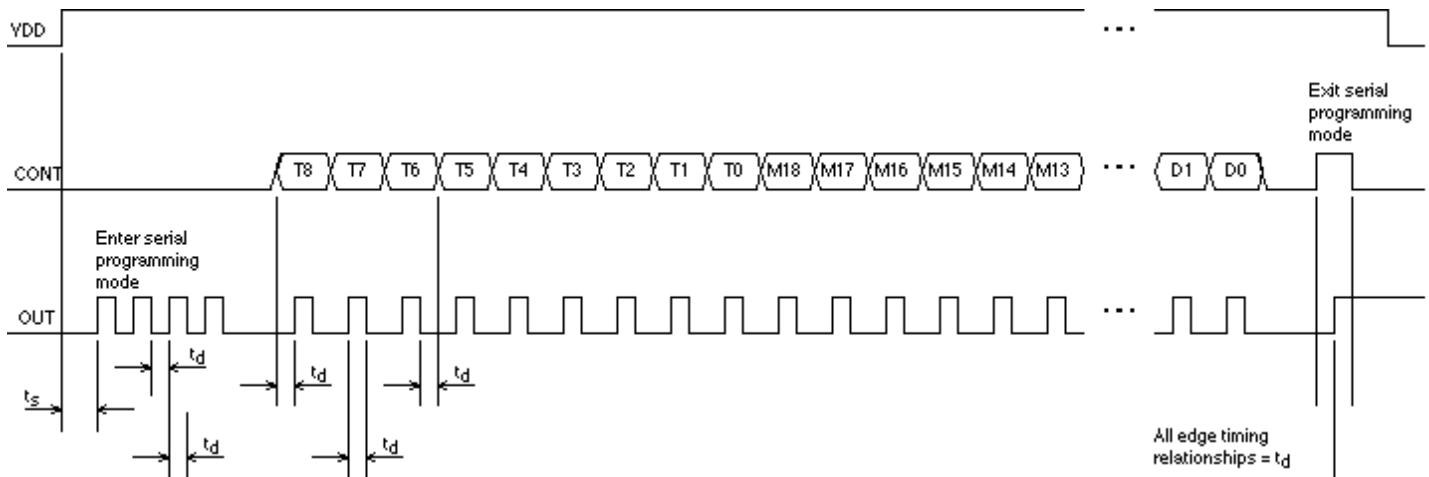 VDD
Exit serial
programming
mode
CONT T8 T7 T6 T5 T4 T3 T2 T1 T0 M18 M17 M16 M15 M14 M13 ... D1 D0
Enter serial
programming
mode
OUT
td
td
td
ts
td
td
All edge timing
relationships = td